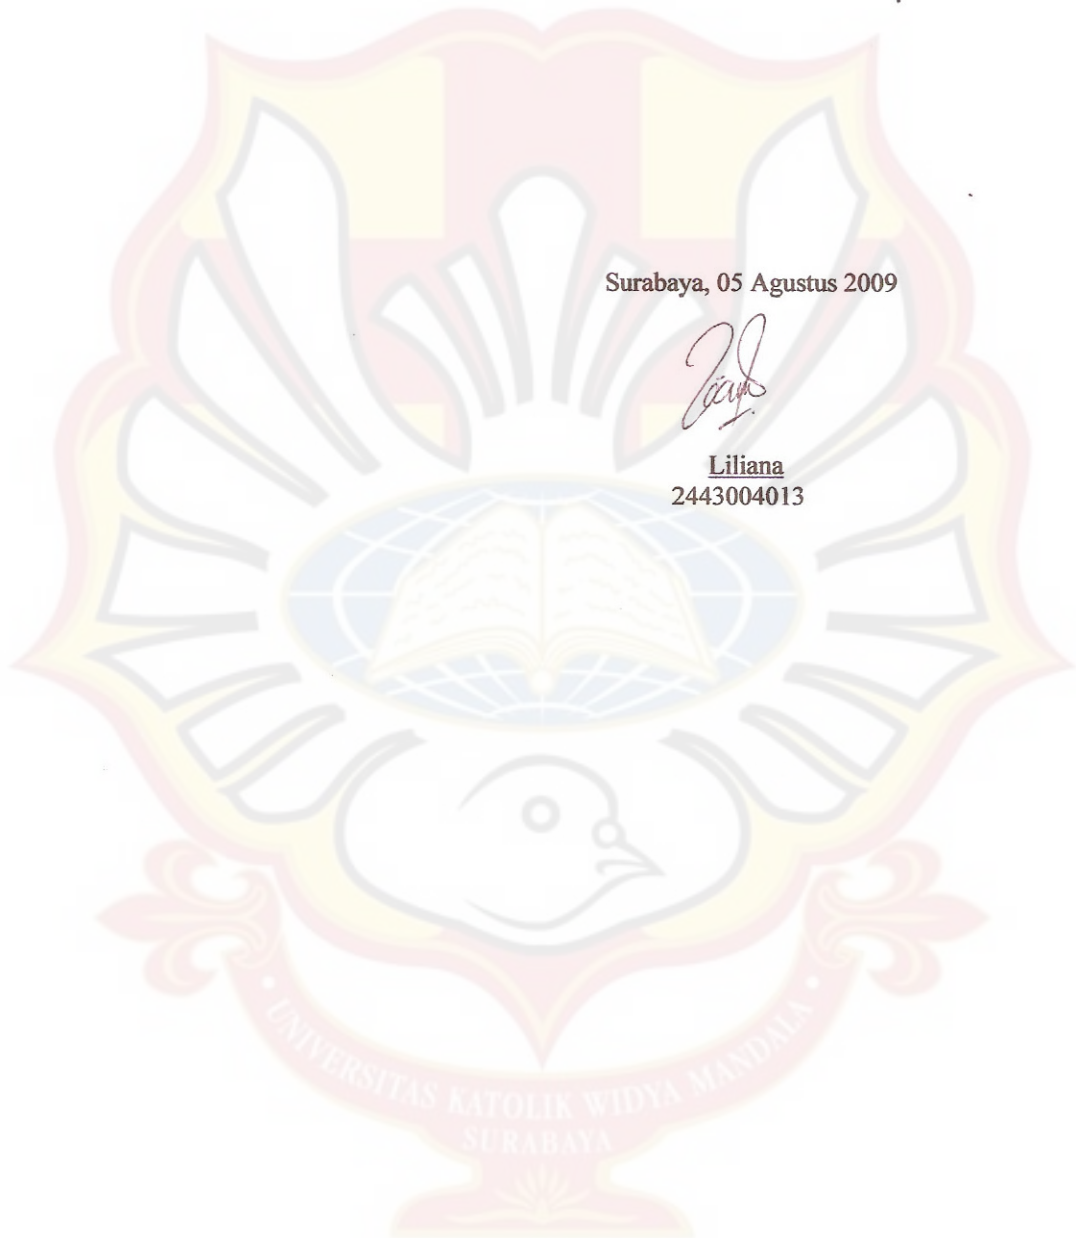 Surabaya, 05 Agustus 2009
Liliana
2443004013
UNIVERSITAS KATOLIK WIDYA MANDALA
SURABAYA